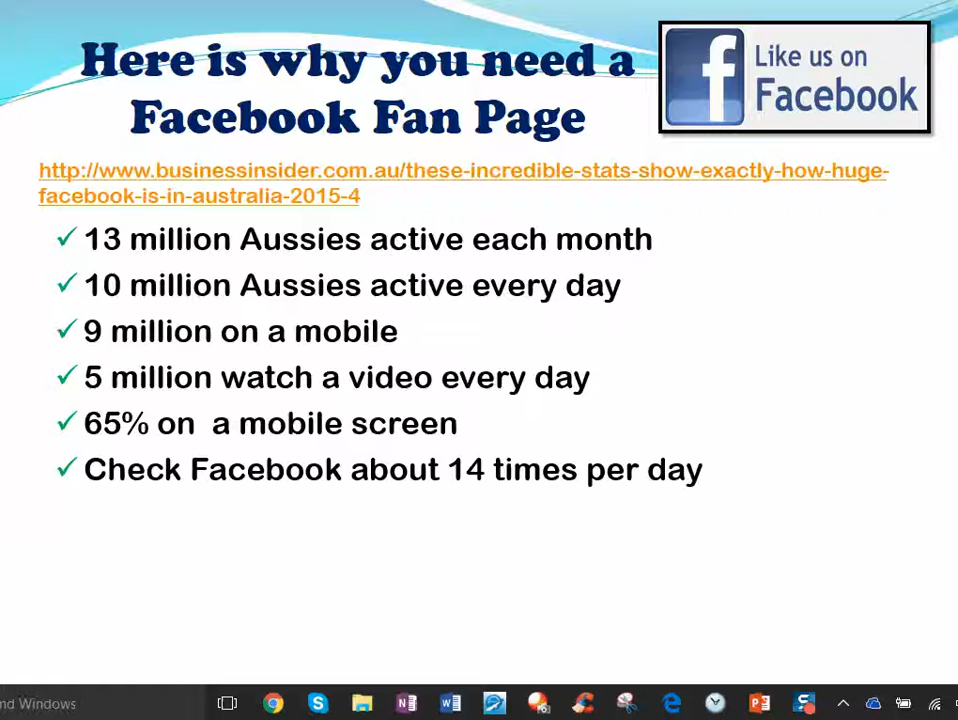 Here is why you need a
Facebook Fan Page
f
Like us on
Facebook
http://www.businessinsider.com.au/these-incredible-stats-show-exactly-how-huge-
facebook-is-in-australia-2015-4
13 million Aussies active each month
10 million Aussies active every day
9 million on a mobile
5 million watch a video every day
65% on  a mobile screen
Check Facebook about 14 times per day
nd Windows